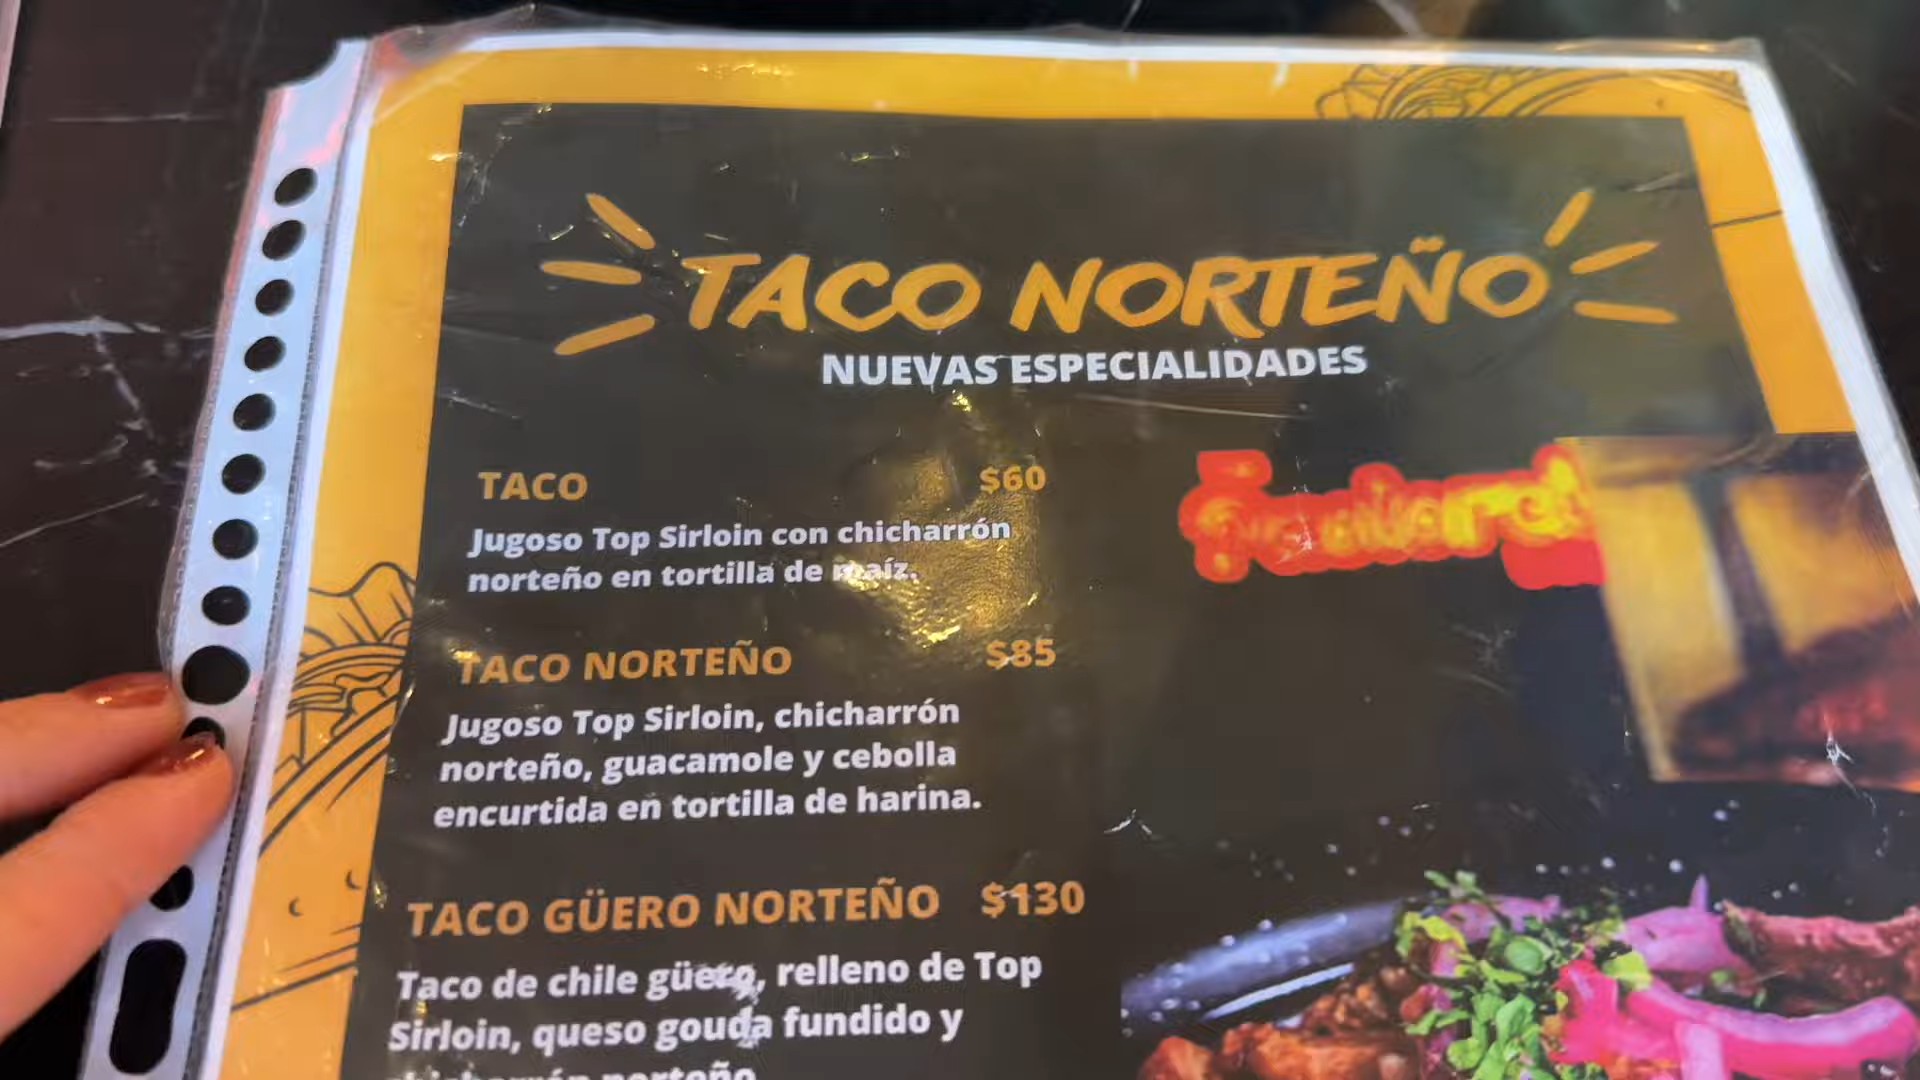 TACO NORTEÑO
NUEVAS ESPECIALIDADES
TACO $60
Jugoso Top Sirloin con chicharrón
norteño en tortilla de maíz.
TACO NORTEÑO $85
Jugoso Top Sirloin, chicharrón
norteño, guacamole y cebolla
encurtida en tortilla de harina.
TACO GÜERO NORTEÑO $130
Taco de chile güero, relleno de Top
Sirloin, queso gouda fundido y
chicharrón norteño